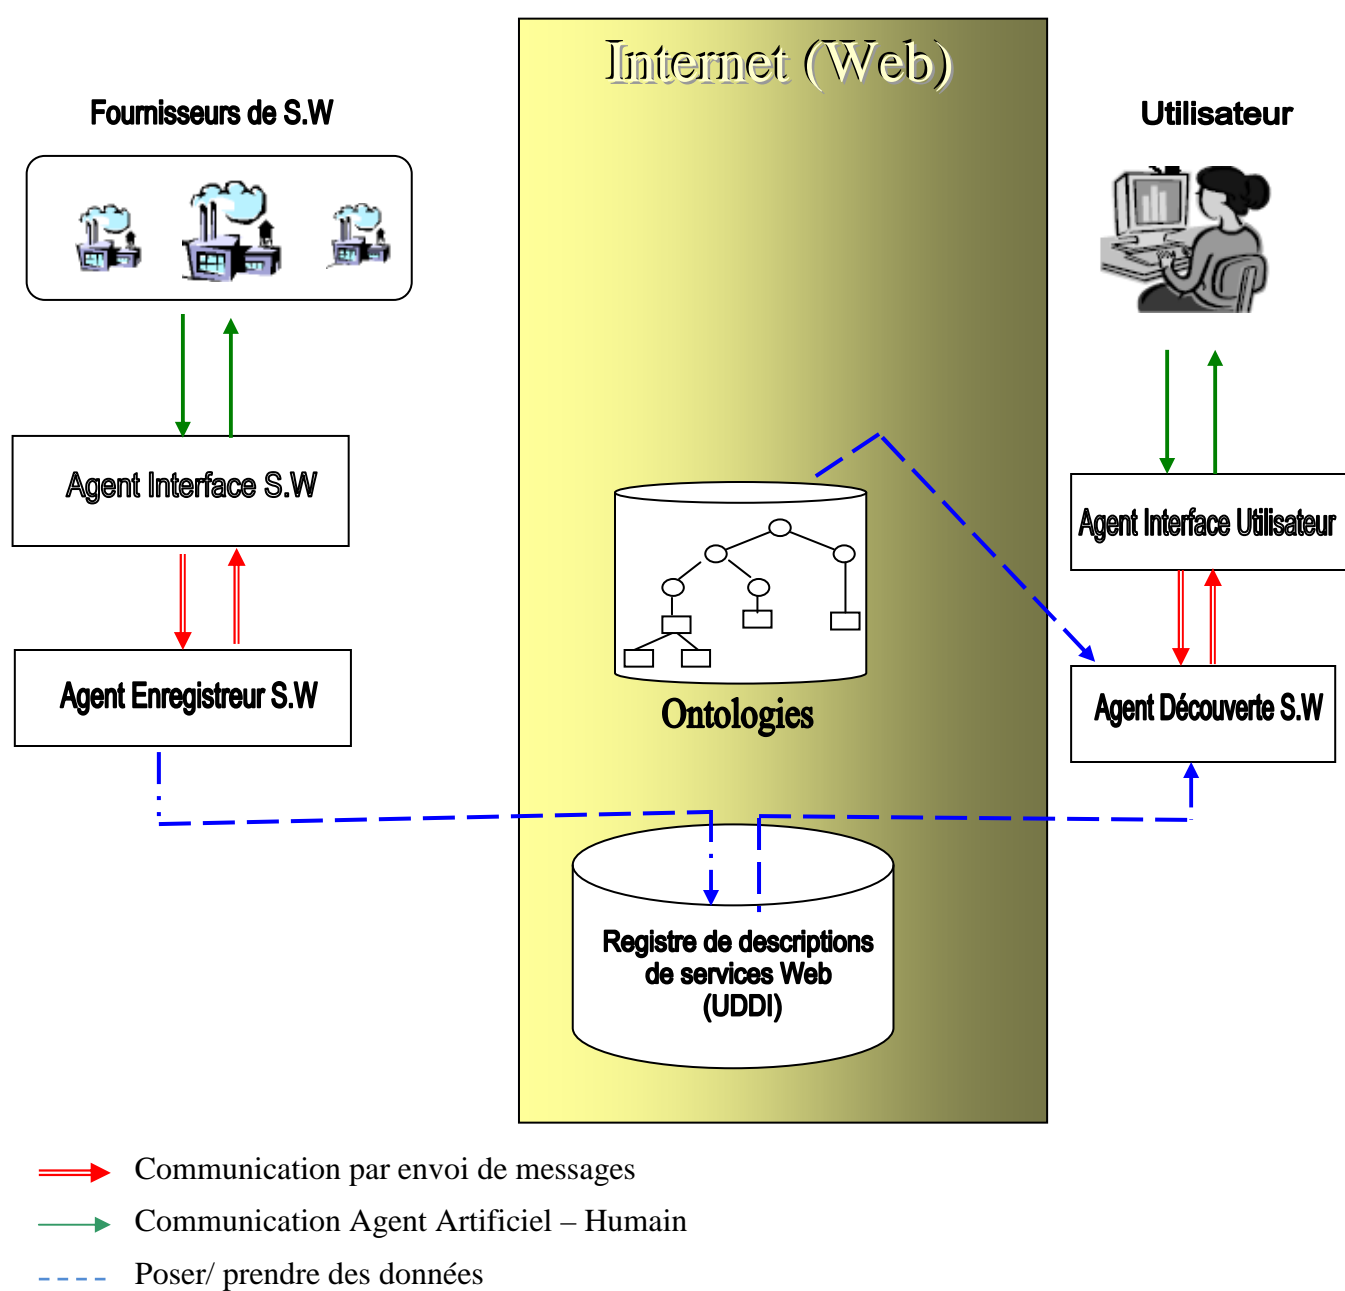 Internet (Web)
Fournisseurs de S.W
Utilisateur
Agent Interface S.W
Agent Interface Utilisateur
Agent Enregistreur S.W
Agent Découverte S.W
Ontologies
Registre de descriptions
de services Web
(UDDI)
Communication par envoi de messages
Communication Agent Artificiel – Humain
Poser/ prendre des données